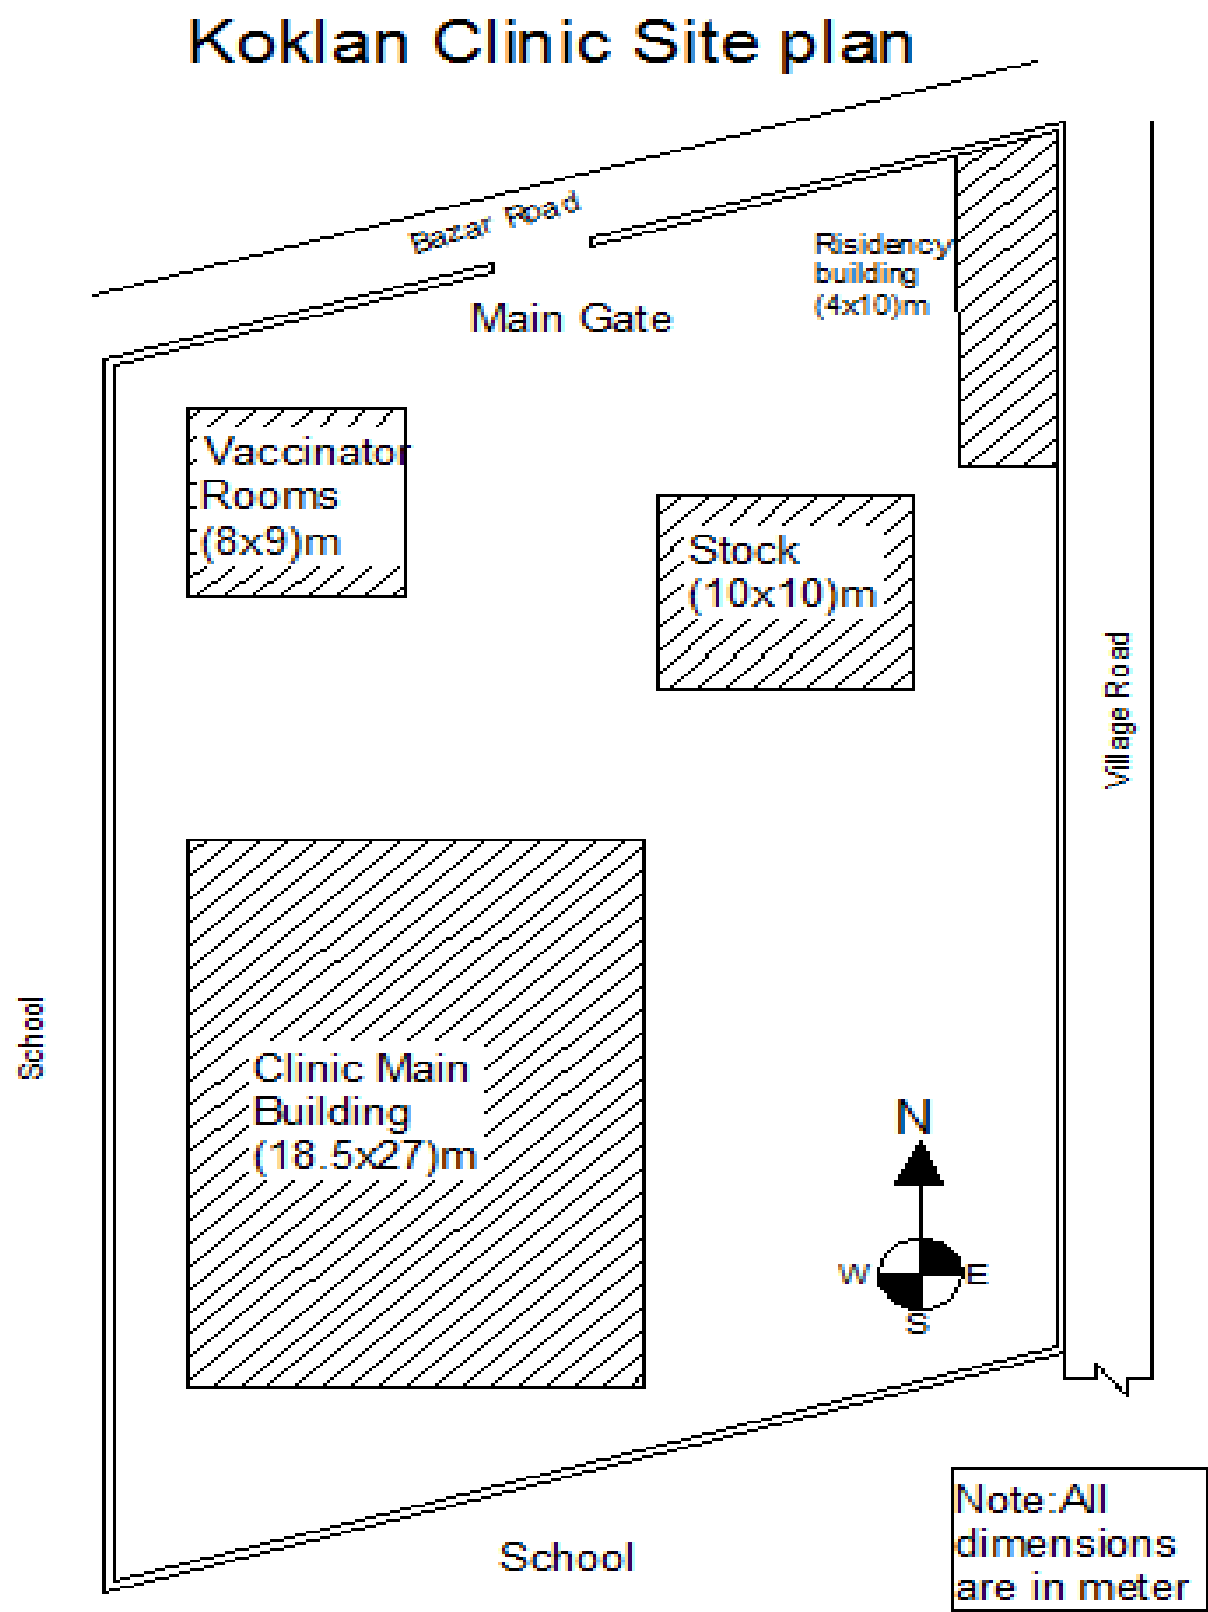 Koklan Clinic Site plan
Bazar Road
Main Gate
Risidency
building
(4x10)m
Vaccinator
Rooms
(8x9)m
Stock
(10x10)m
Village Road
School
Clinic Main
Building
(18.5x27)m
N
W
E
S
School
Note:All
dimensions
are in meter